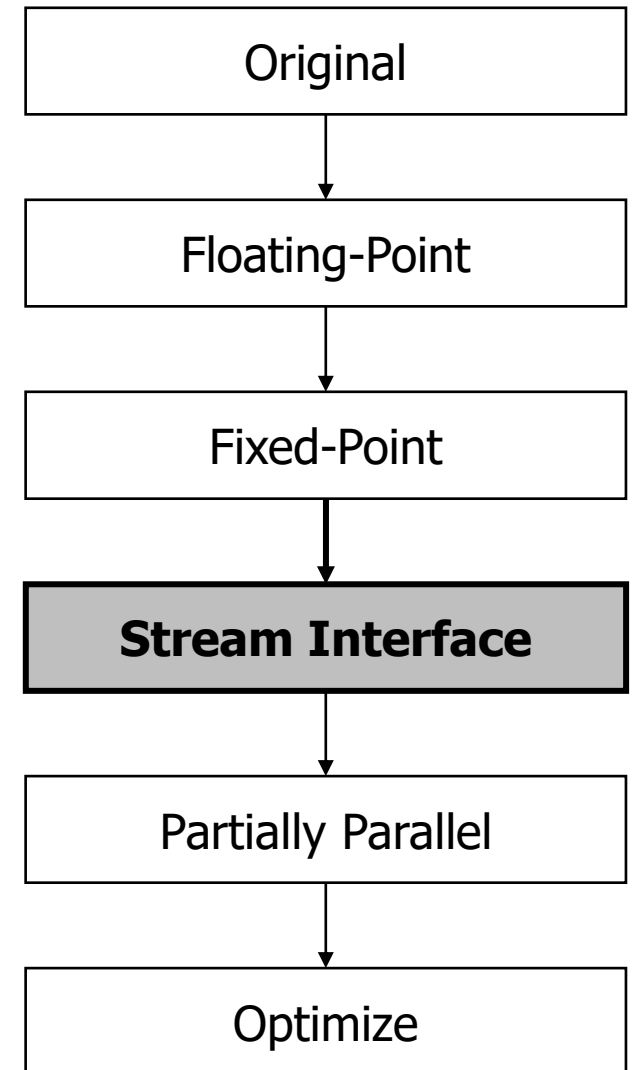 Original
Floating-Point
Fixed-Point
Stream Interface
Partially Parallel
Optimize